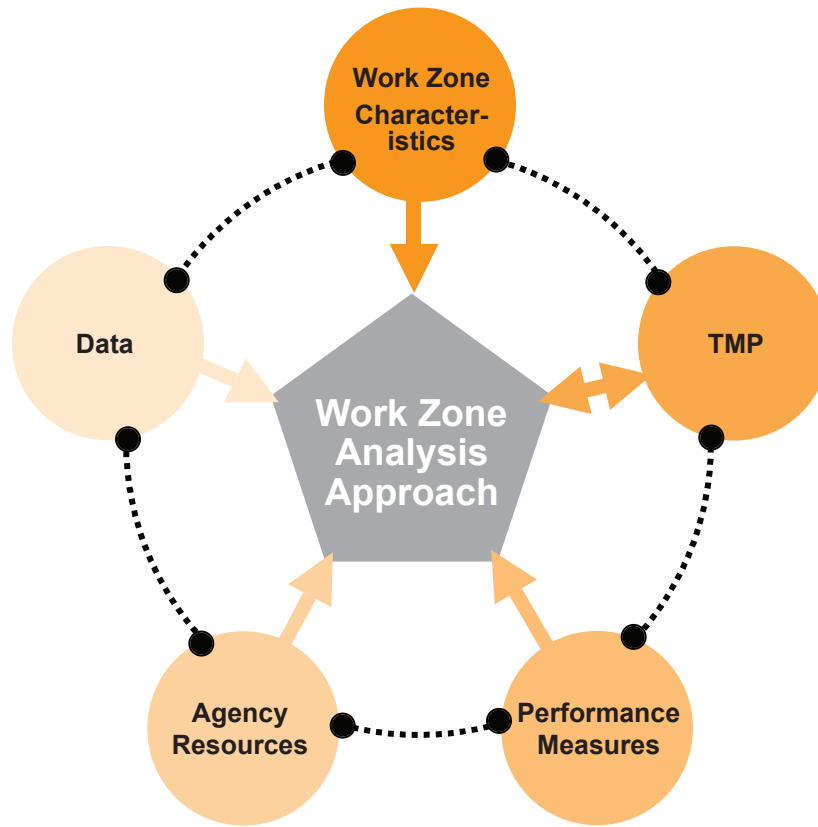 Work Zone
Character-
istics
Data
TMP
Work Zone
Analysis
Approach
Agency
Resources
Performance
Measures